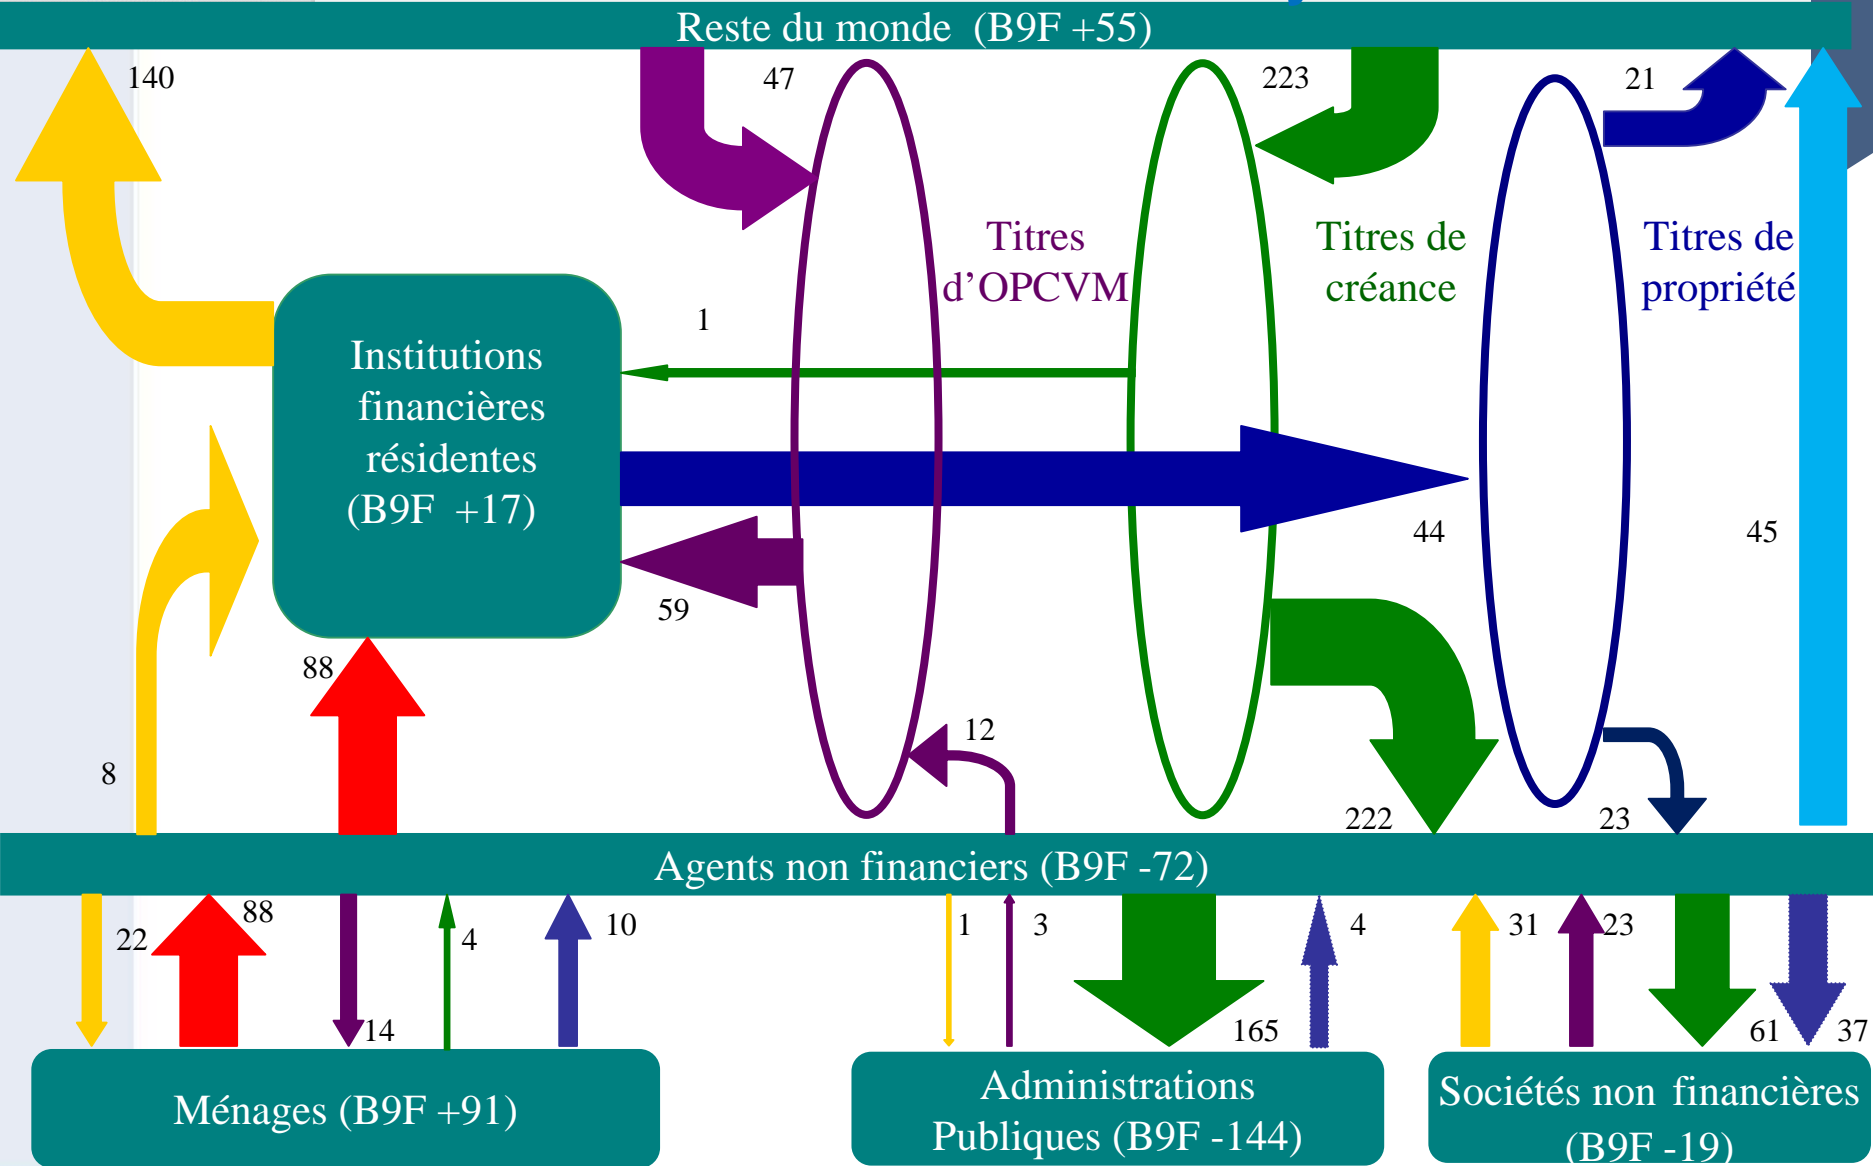 Reste du monde (B9F +55)
140
47
223
21
Titres
d'OPCVM
Titres de
créance
Titres de
propriété
1
Institutions
financières
résidentes
(B9F +17)
44
45
59
88
12
8
222
23
Agents non financiers (B9F -72)
22
88
14
4
10
1
3
165
4
31
23
61
37
Ménages (B9F +91)
Administrations
Publiques (B9F -144)
Sociétés non financières
(B9F -19)